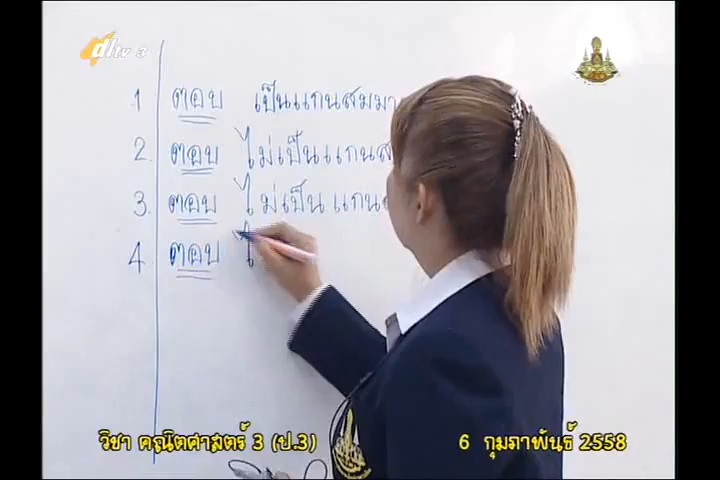 dltv 3
1 ตอบ เป็นแกนสมมา
2. ตอบ ไม่เป็นแกนส
3. ตอบ ไม่เป็น แกน
4 ตอบ ไ
วิชา คณิตศาสตร์ 3 (ป.3) 6 กุมภาพันธ์ 2558